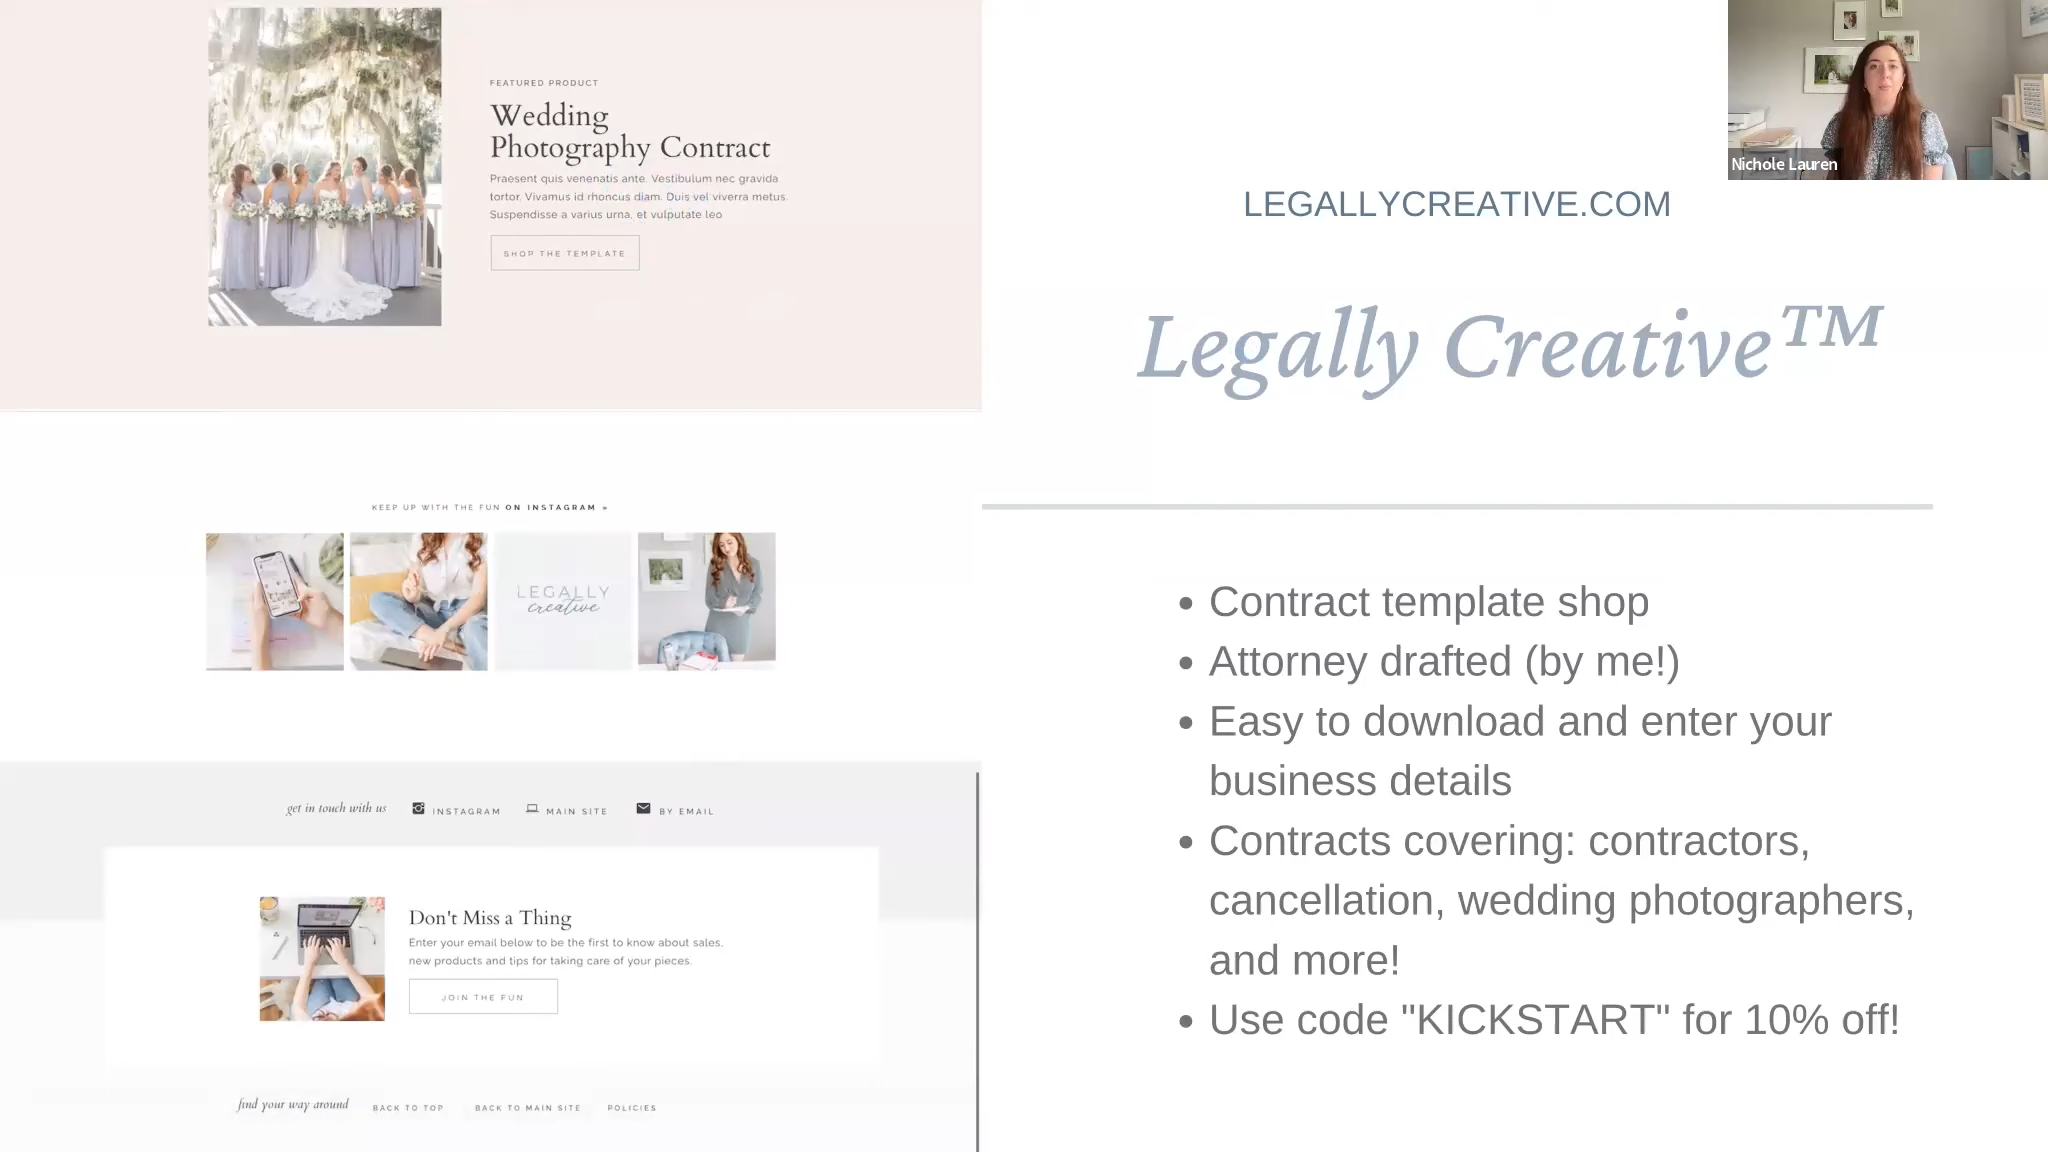 FEATURED PRODUCT
Wedding
Photography Contract
Praesent quis venenatis ante. Vestibulum nec gravida
tortor. Vivamus id rhoncus diam. Duis vel viverra metus.
Suspendisse a varius urna, et vulputate leo
SHOP THE TEMPLATE
KEEP UP WITH THE FUN ON INSTAGRAM »
LEGALLY
creative
get in touch with us
INSTAGRAM
MAIN SITE
BY EMAIL
Don't Miss a Thing
Enter your email below to be the first to know about sales,
new products and tips for taking care of your pieces.
JOIN THE FUN
find your way around
BACK TO TOP
BACK TO MAIN SITE
POLICIES
Nichole Lauren
LEGALLYCREATIVE.COM
Legally Creative™
• Contract template shop
• Attorney drafted (by me!)
• Easy to download and enter your
business details
• Contracts covering: contractors,
cancellation, wedding photographers,
and more!
• Use code "KICKSTART" for 10% off!